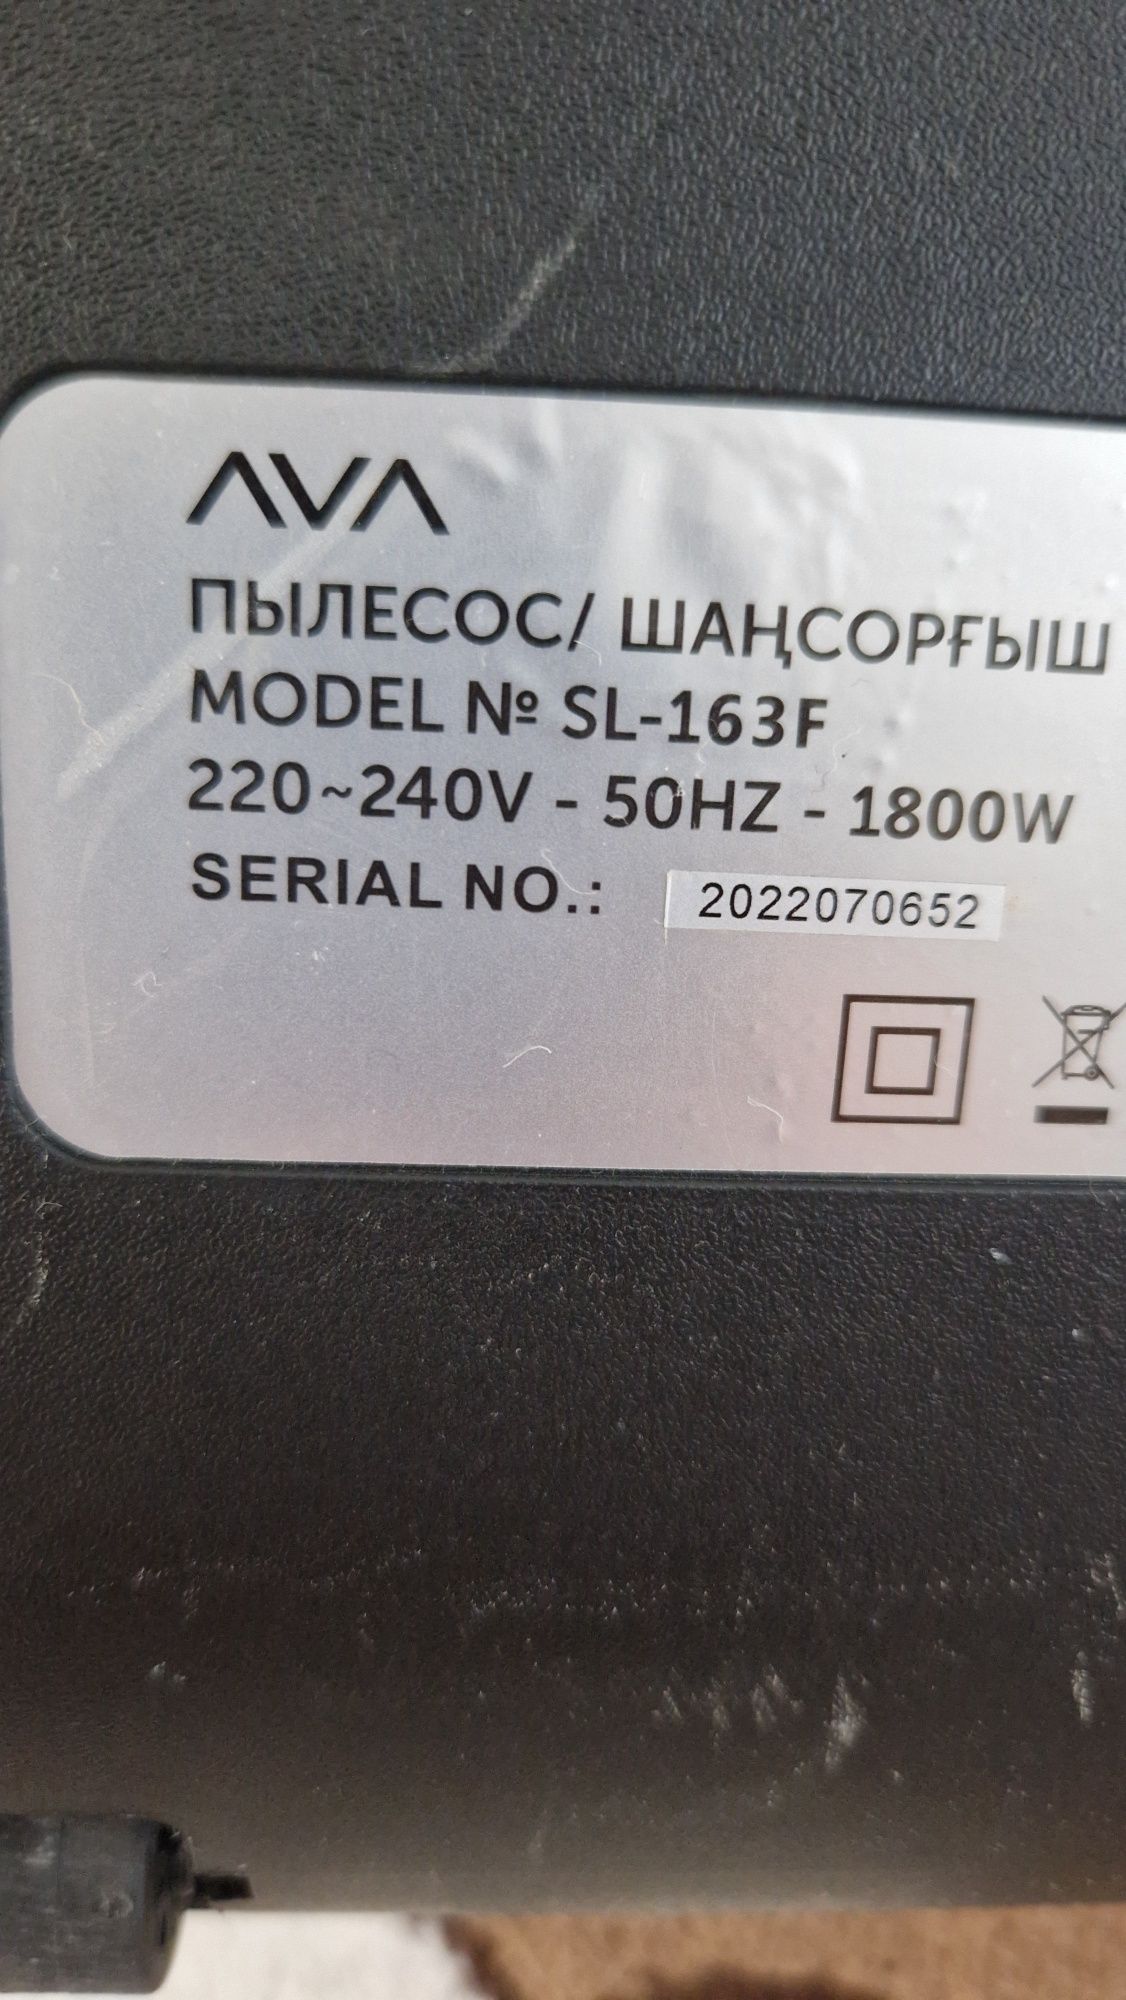 AVA
ПЫЛЕСОС/ ШАҢСОРҒЫШ
MODEL № SL-163F
220~240V - 50HZ - 1800W
SERIAL NO.: 2022070652